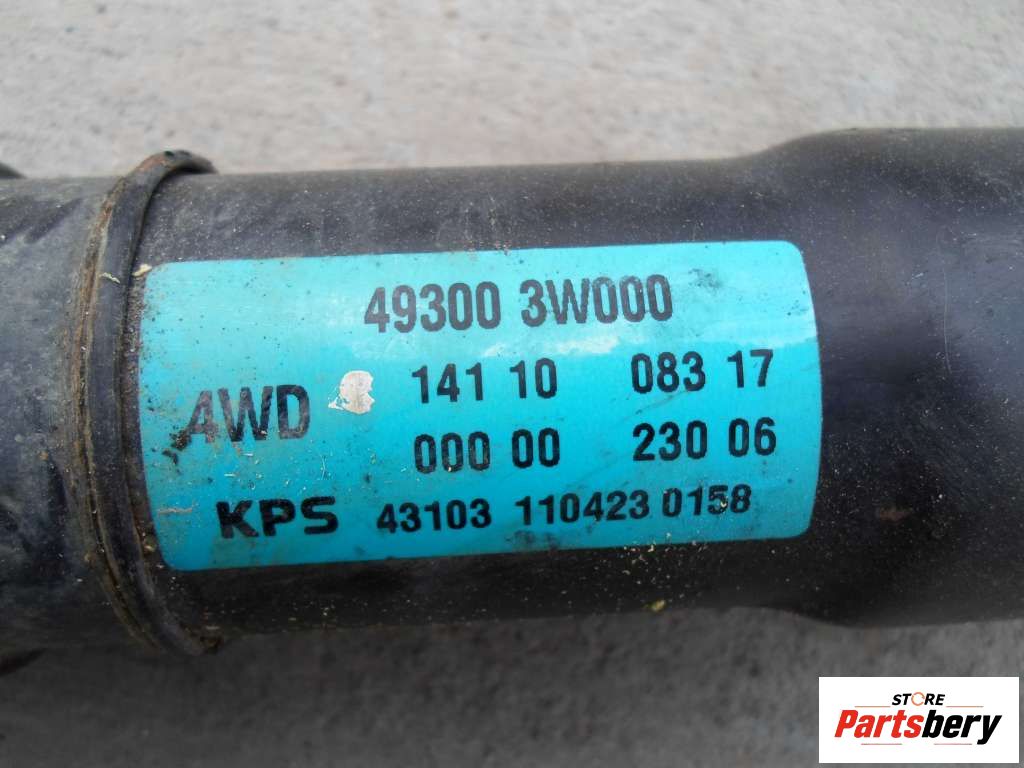 49300 3W000
AWD 141 10 083 17
000 00 230 06
KPS 43103 110423 0158
STORE
Partsbery